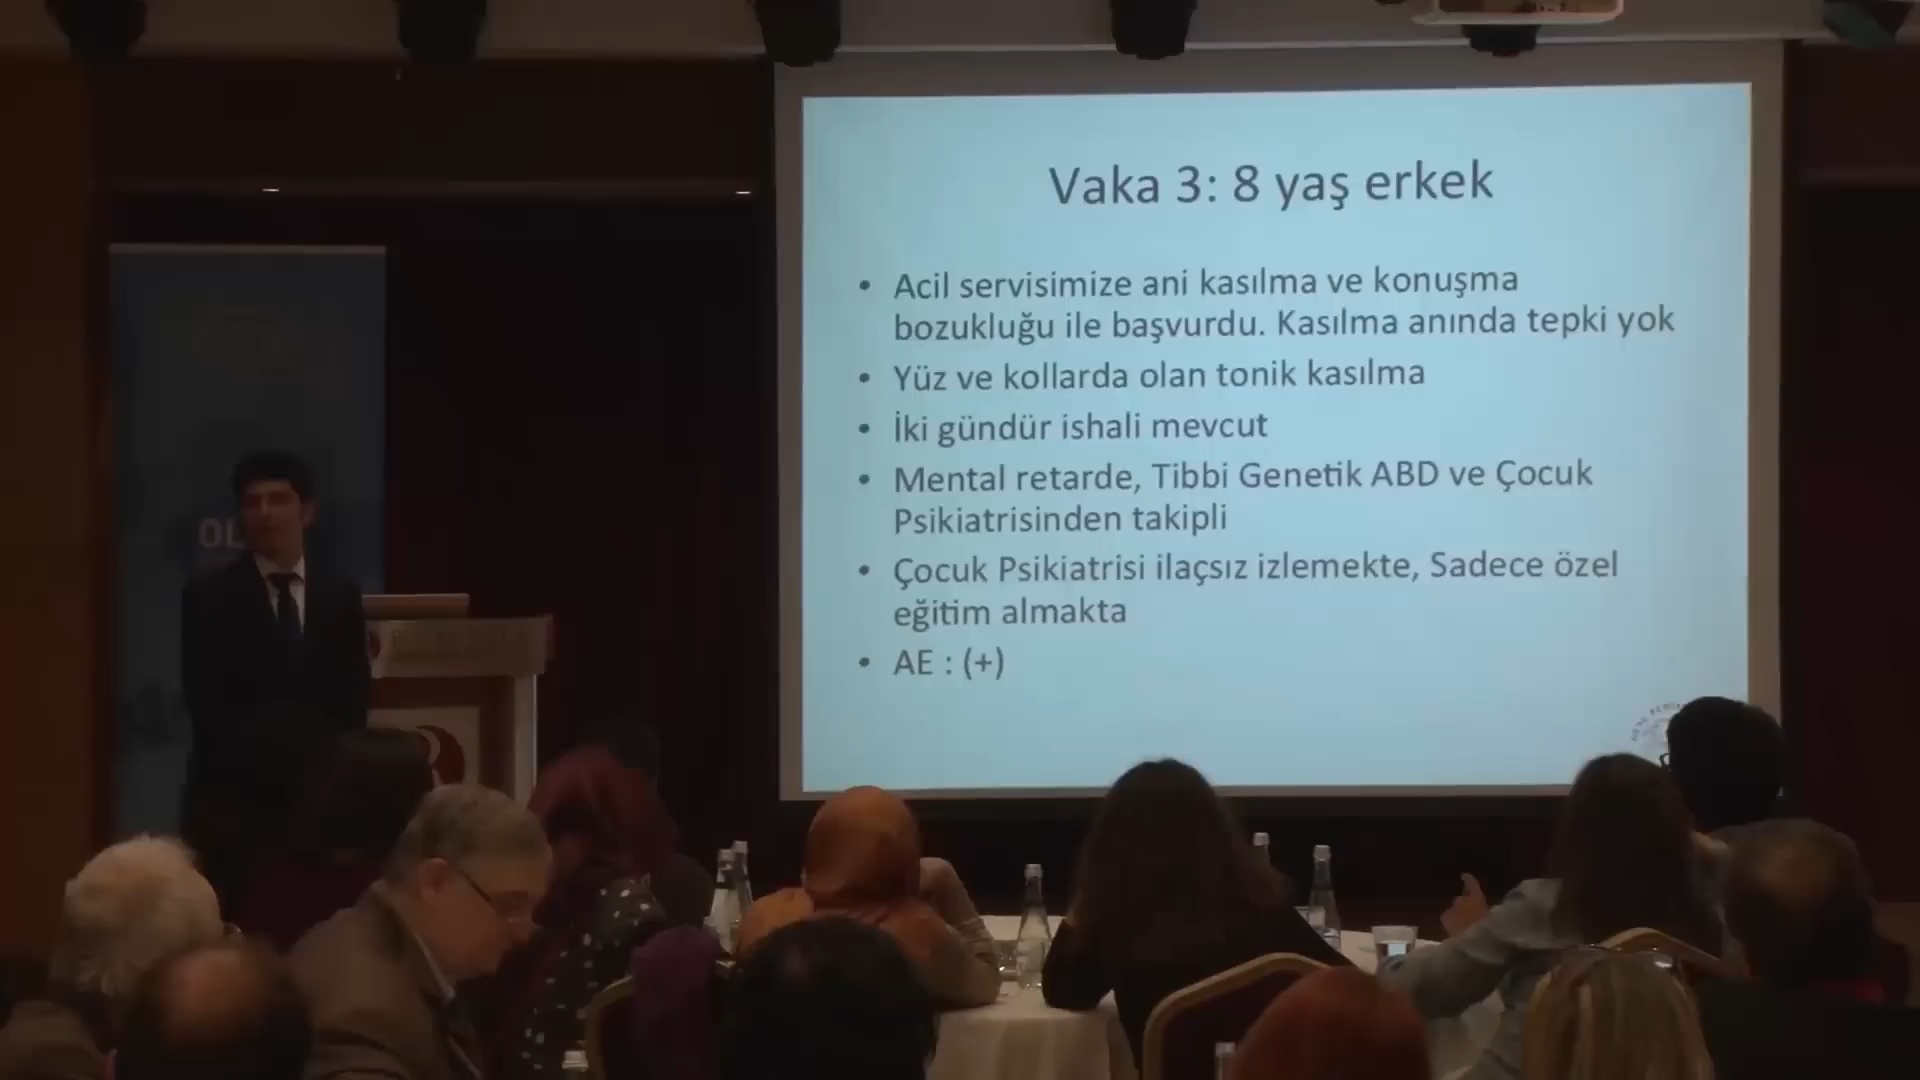 Vaka 3: 8 yaş erkek
• Acil servisimize ani kasılma ve konuşma
bozukluğu ile başvurdu. Kasılma anında tepki yok
• Yüz ve kollarda olan tonik kasılma
• İki gündür ishali mevcut
• Mental retarde, Tibbi Genetik ABD ve Çocuk
Psikiatrisinden takipli
• Çocuk Psikiatrisi ilaçsız izlemekte, Sadece özel
eğitim almakta
• AE : (+)